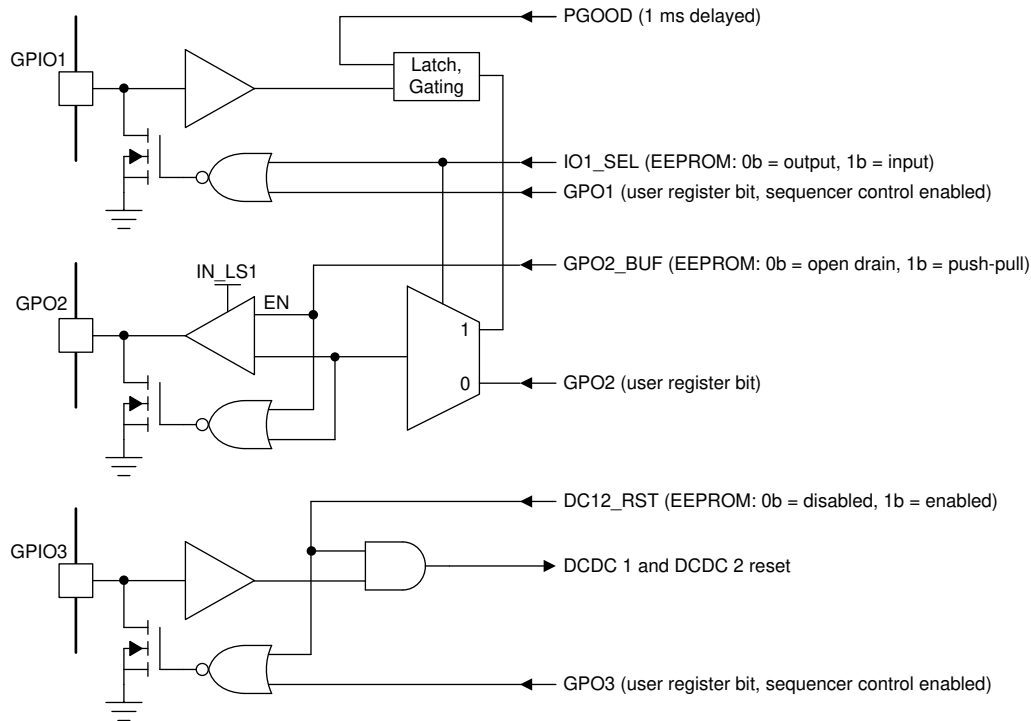 PGOOD (1 ms delayed)
GPIO1
Latch,
Gating
IO1_SEL (EEPROM: 0b = output, 1b = input)
GPO1 (user register bit, sequencer control enabled)
GPO2_BUF (EEPROM: 0b = open drain, 1b = push-pull)
IN_LS1
GPO2
EN
1
0
GPO2 (user register bit)
DC12_RST (EEPROM: 0b = disabled, 1b = enabled)
GPIO3
DCDC 1 and DCDC 2 reset
GPO3 (user register bit, sequencer control enabled)